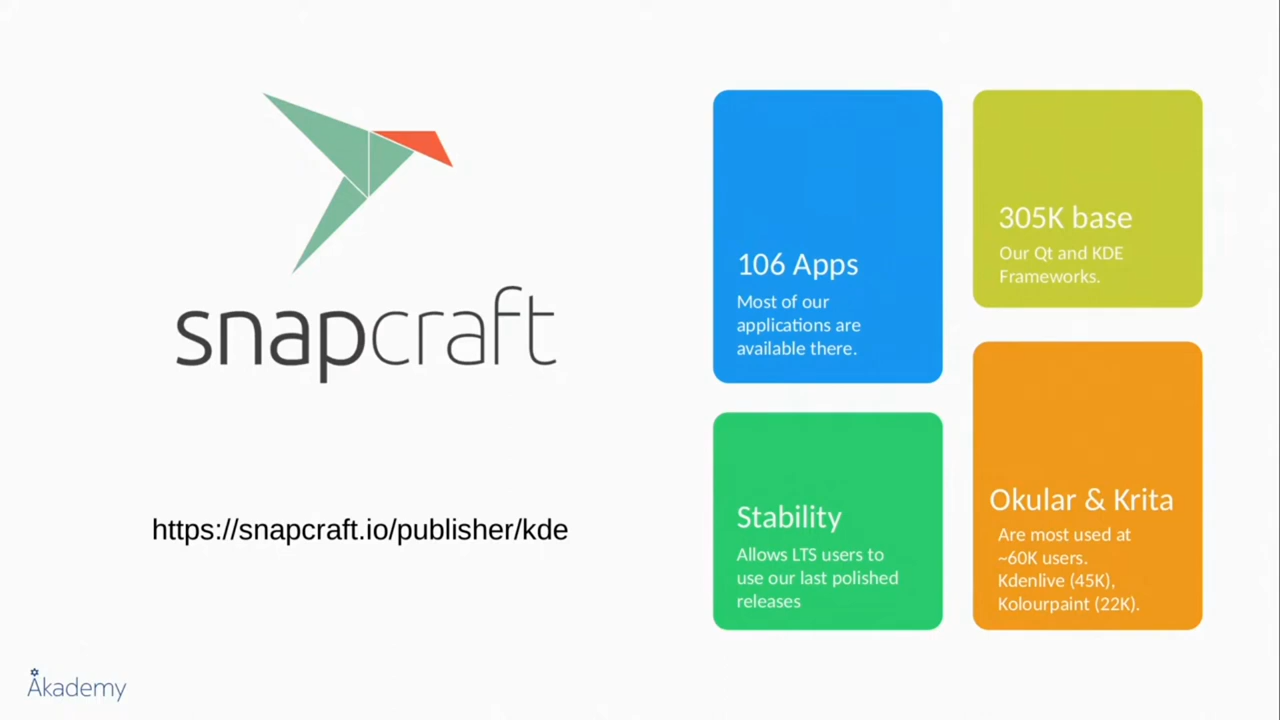 snapcraft
https://snapcraft.io/publisher/kde
106 Apps
Most of our
applications are
available there.
305K base
Our Qt and KDE
Frameworks.
Stability
Allows LTS users to
use our last polished
releases
Okular & Krita
Are most used at
~60K users.
Kdenlive (45K),
Kolourpaint (22K).
Akademy